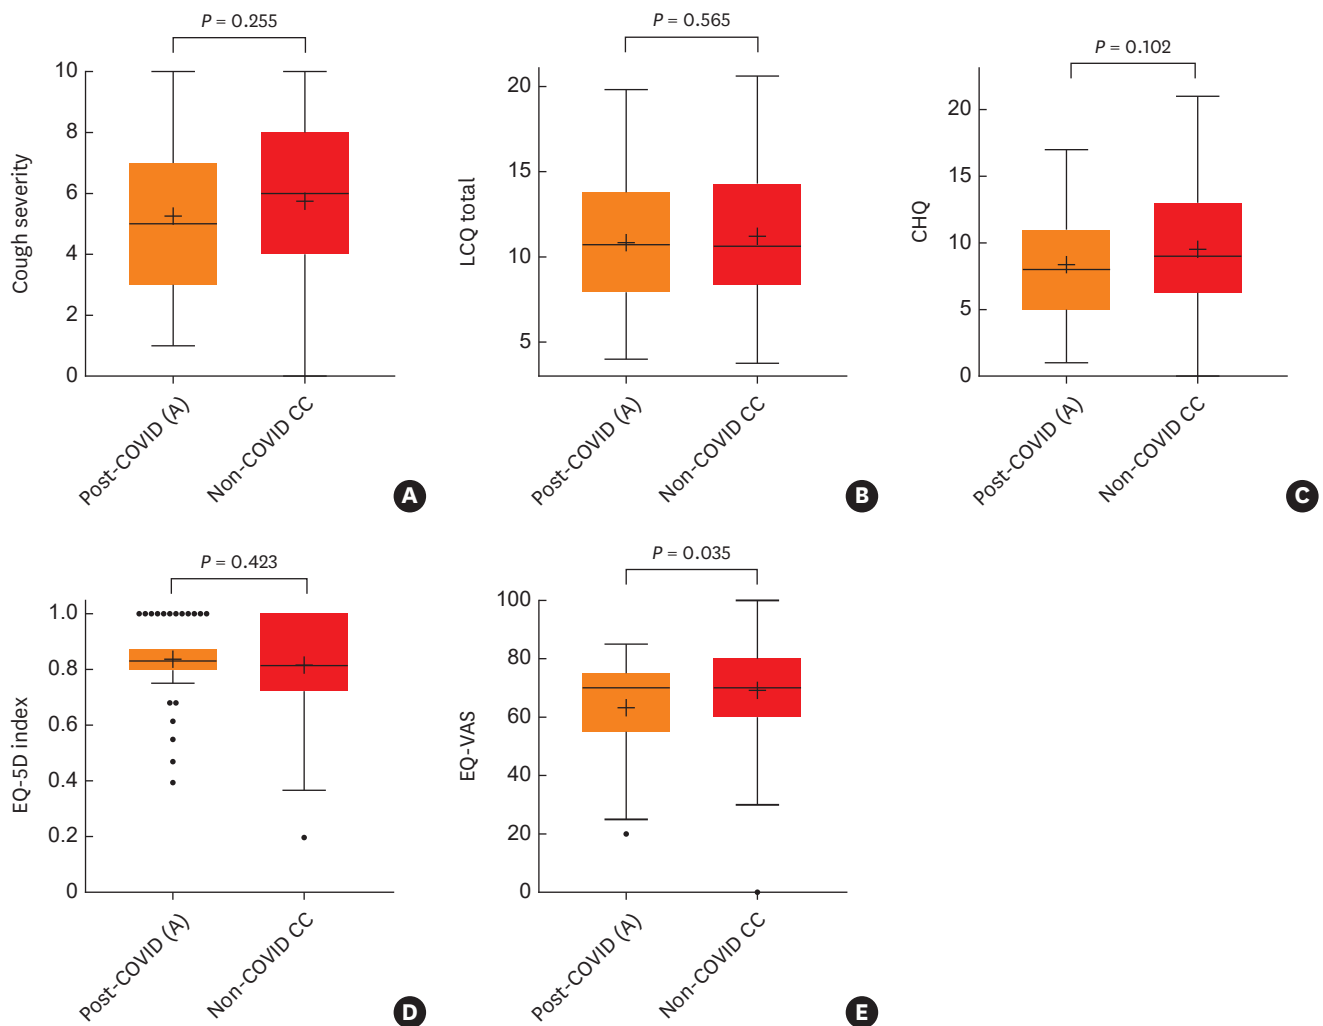 P = 0.255
Cough severity
10
8
6
4
2
0
Post-COVID (A)
Non-COVID CC
A
P = 0.565
LCQ total
20
15
10
5
Post-COVID (A)
Non-COVID CC
B
P = 0.102
CHQ
20
15
10
5
0
Post-COVID (A)
Non-COVID CC
C
P = 0.423
EQ-5D index
1.0
0.8
0.6
0.4
0.2
0
Post-COVID (A)
Non-COVID CC
D
P = 0.035
EQ-VAS
100
80
60
40
20
0
Post-COVID (A)
Non-COVID CC
E